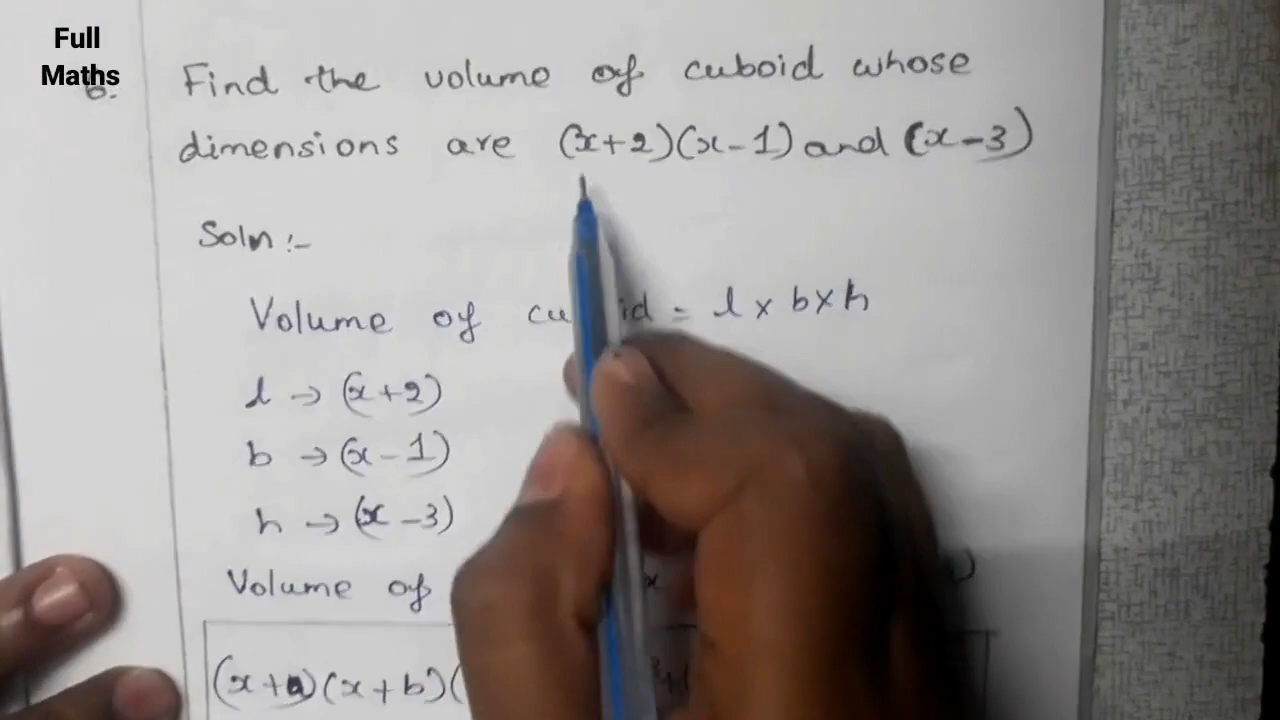 Full
Maths
6.
Find the volume of cuboid whose
dimensions are (x+2)(x-1) and (x-3)
Soln :-
Volume of cu id = l x b x h
l → (x+2)
b → (x-1)
h → (x-3)
Volume of
(x+a)(x+b)(